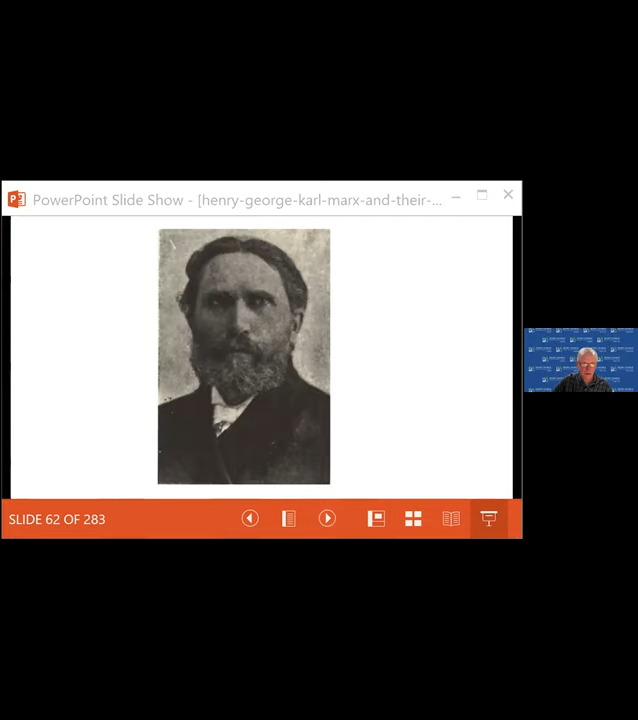 PowerPoint Slide Show - [henry-george-karl-marx-and-their-...
SLIDE 62 OF 283